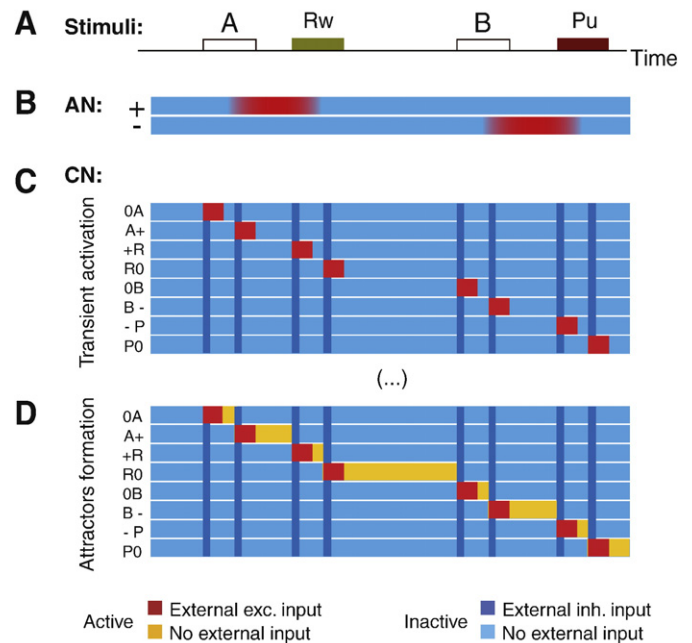 A Stimuli: A Rw B Pu
Time
B AN: +
-
C CN:
Transient activation
0A
A+
+R
R0
0B
B -
- P
P0
(...)
D Attractors formation
0A
A+
+R
R0
0B
B -
- P
P0
Active External exc. input Inactive External inh. input
No external input No external input